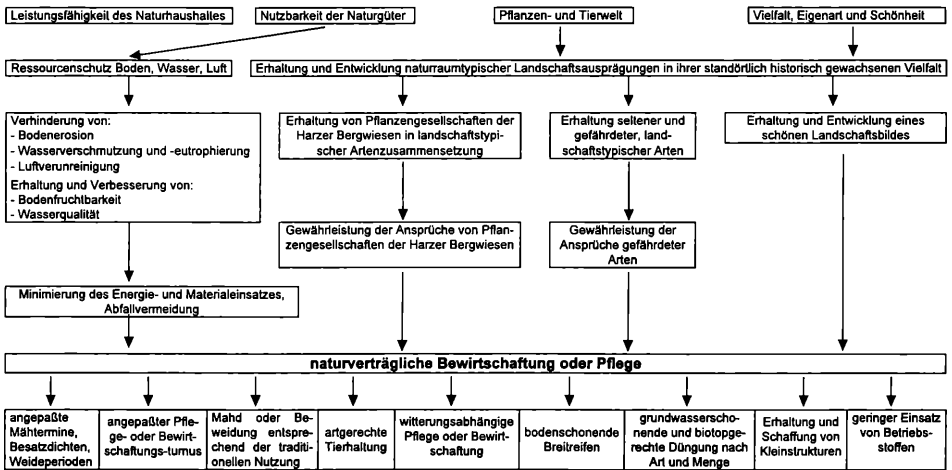 Leistungsfähigkeit des Naturhaushalles
Nutzbarkeit der Naturgüter
Pflanzen- und Tierwelt
Vielfalt, Eigenart und Schönheit
Ressourcenschutz Boden, Wasser, Luft
Erhaltung und Entwicklung naturraumtypischer Landschaftsausprägungen in ihrer standörtlich historisch gewachsenen Vielfalt
Verhinderung von:
- Bodenerosion
- Wasserverschmutzung und -eutrophierung
- Luftverunreinigung
Erhaltung und Verbesserung von:
- Bodenfruchtbarkeit
- Wasserqualität
Erhaltung von Pflanzengesellschaften der
Harzer Bergwiesen in landschaftstypi-
scher Artenzusammensetzung
Erhaltung seltener und
gefährdeter, land-
schaftstypischer Arten
Erhaltung und Entwicklung eines
schönen Landschaftsbildes
Gewährleistung der Ansprüche von Pflan-
zengesellschaften der Harzer Bergwiesen
Gewährleistung der
Ansprüche gefährdeter
Arten
Minimierung des Energie- und Materialeinsatzes,
Abfallvermeidung
naturverträgliche Bewirtschaftung oder Pflege
angepaßte
Mähtermine,
Besatzdichten,
Weideperioden
angepaßter Pfle-
ge- oder Bewirt-
schaftungs-turnus
Mahd oder Be-
weidung entspre-
chend der traditi-
onellen Nutzung
artgerechte
Tierhaltung
witterungsabhängige
Pflege oder Bewirt-
schaftung
bodenschonende
Breitreifen
grundwasserscho-
nende und biotopge-
rechte Düngung nach
Art und Menge
Erhaltung und
Schaffung von
Kleinstrukturen
geringer Einsatz
von Betriebs-
stoffen